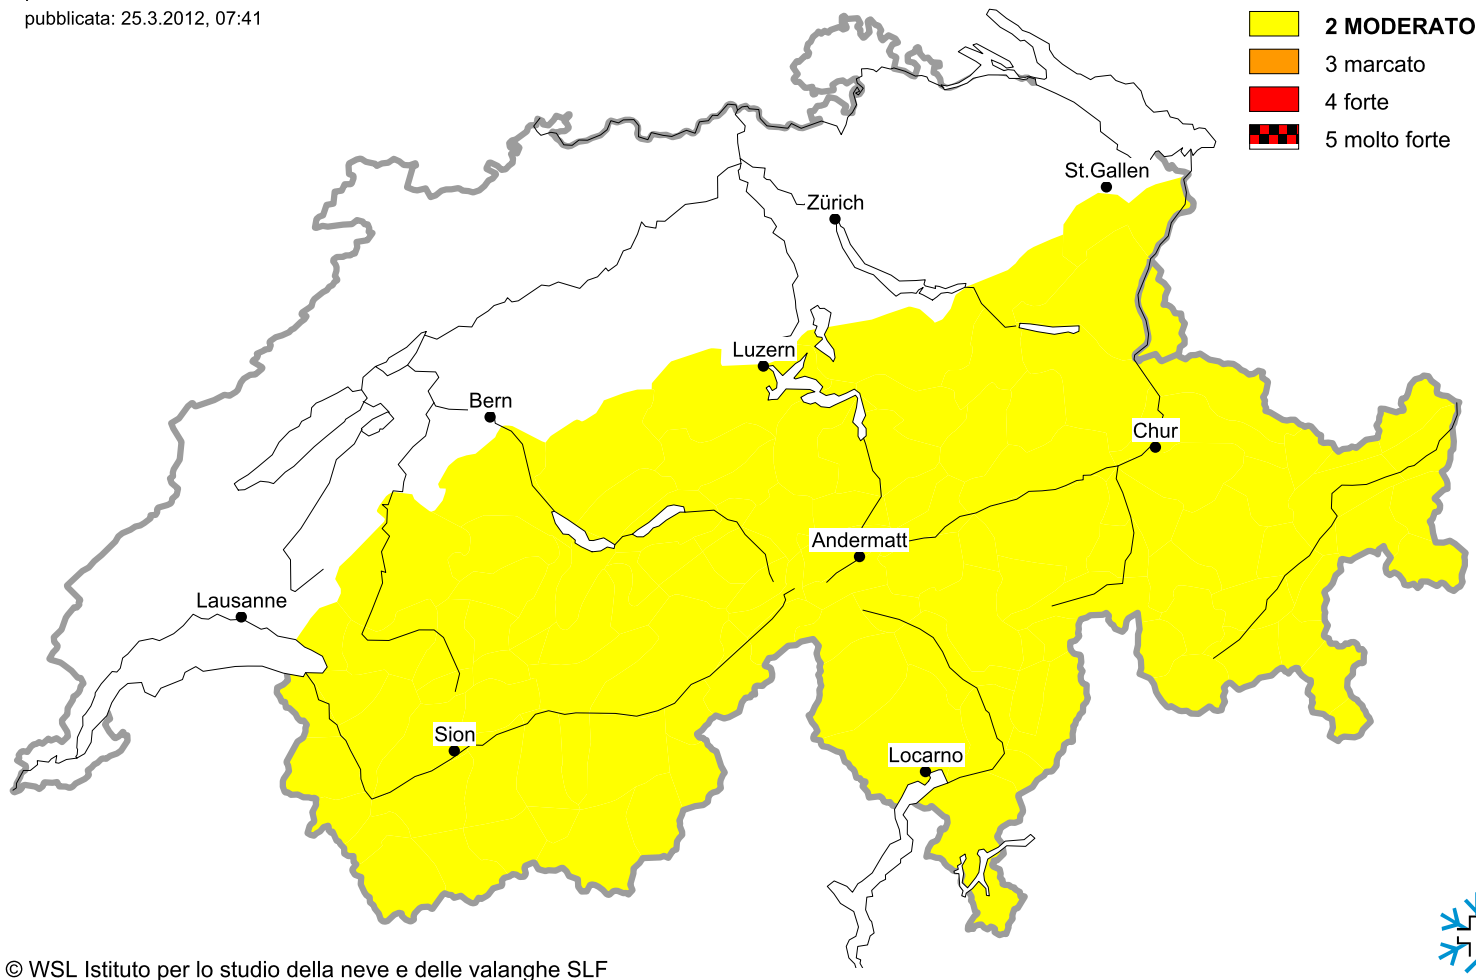 pubblicata: 25.3.2012, 07:41
2 MODERATO
3 marcato
4 forte
5 molto forte
St.Gallen
Zürich
Luzern
Bern
Chur
Andermatt
Lausanne
Sion
Locarno
© WSL Istituto per lo studio della neve e delle valanghe SLF